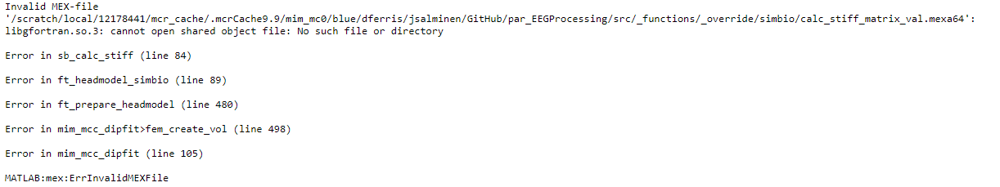 Invalid MEX-file
'/scratch/local/12178441/mcr_cache/.mcrCache9.9/mim_mc0/blue/dferris/jsalminen/GitHub/par_EEGProcessing/src/_functions/_override/simbio/calc_stiff_matrix_val.mexa64':
libgfortran.so.3: cannot open shared object file: No such file or directory
Error in sb_calc_stiff (line 84)
Error in ft_headmodel_simbio (line 89)
Error in ft_prepare_headmodel (line 480)
Error in mim_mcc_dipfit>fem_create_vol (line 498)
Error in mim_mcc_dipfit (line 105)
MATLAB:mex:ErrInvalidMEXFile